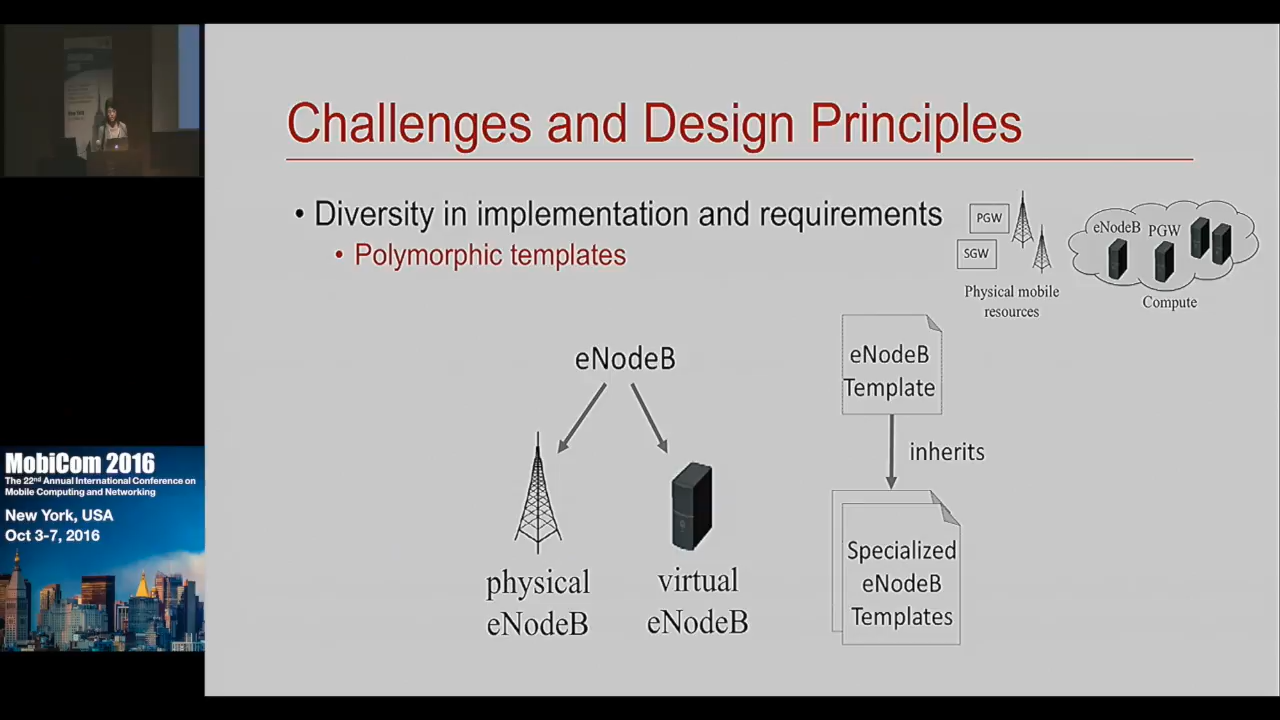 Challenges and Design Principles
• Diversity in implementation and requirements
• Polymorphic templates
PGW
SGW
Physical mobile
resources
eNodeB
PGW
Compute
eNodeB
physical
eNodeB
virtual
eNodeB
eNodeB
Template
inherits
Specialized
eNodeB
Templates
MobiCom 2016
The 22nd Annual International Conference on
Mobile Computing and Networking
New York, USA
Oct 3-7, 2016